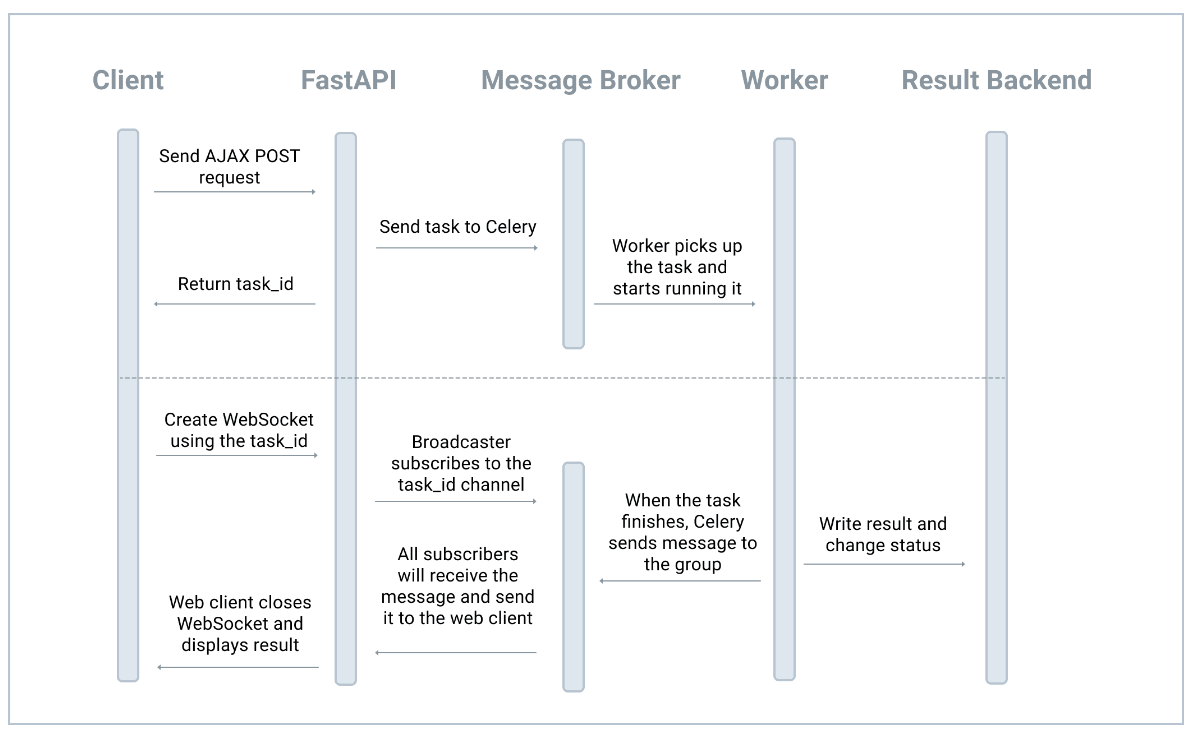 Client
FastAPI
Message Broker
Worker
Result Backend
Send AJAX POST
request
Send task to Celery
Worker picks up
the task and
starts running it
Return task_id
Create WebSocket
using the task_id
Broadcaster
subscribes to the
task_id channel
When the task
finishes, Celery
sends message to
the group
Write result and
change status
All subscribers
will receive the
message and send
it to the web client
Web client closes
WebSocket and
displays result